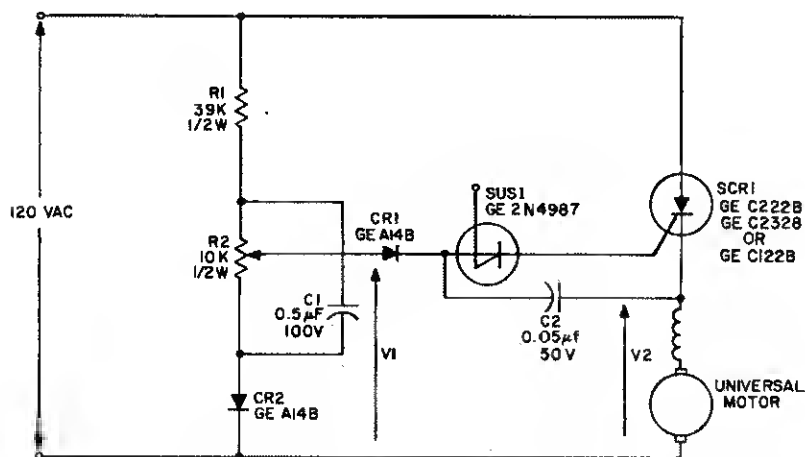 R1
39K
1/2W
120 VAC
R2
10K
1/2W
C1
0.5μF
100V
CR1
GE A14B
V1
SUS1
GE 2N4987
SCR1
GE C222B
GE C232B
OR
GE C122B
C2
0.05μf
50V
V2
CR2
GE A14B
UNIVERSAL
MOTOR